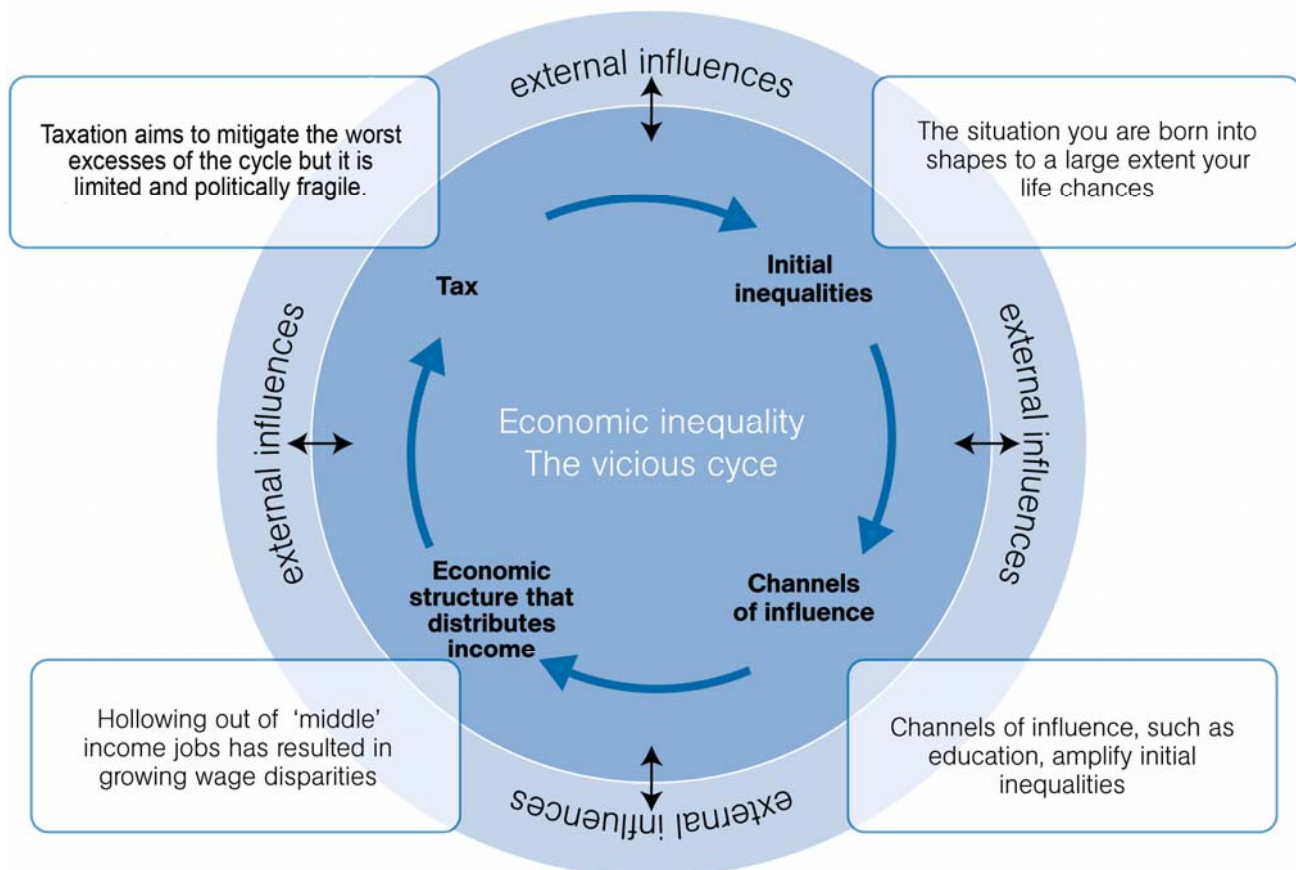 external influences
Taxation aims to mitigate the worst
excesses of the cycle but it is
limited and politically fragile.
The situation you are born into
shapes to a large extent your
life chances
Tax
Initial
inequalities
external influences
external influences
Economic inequality
The vicious cyce
Economic
structure that
distributes
income
Channels
of influence
Hollowing out of ‘middle’
income jobs has resulted in
growing wage disparities
Channels of influence, such as
education, amplify initial
inequalities
external influences